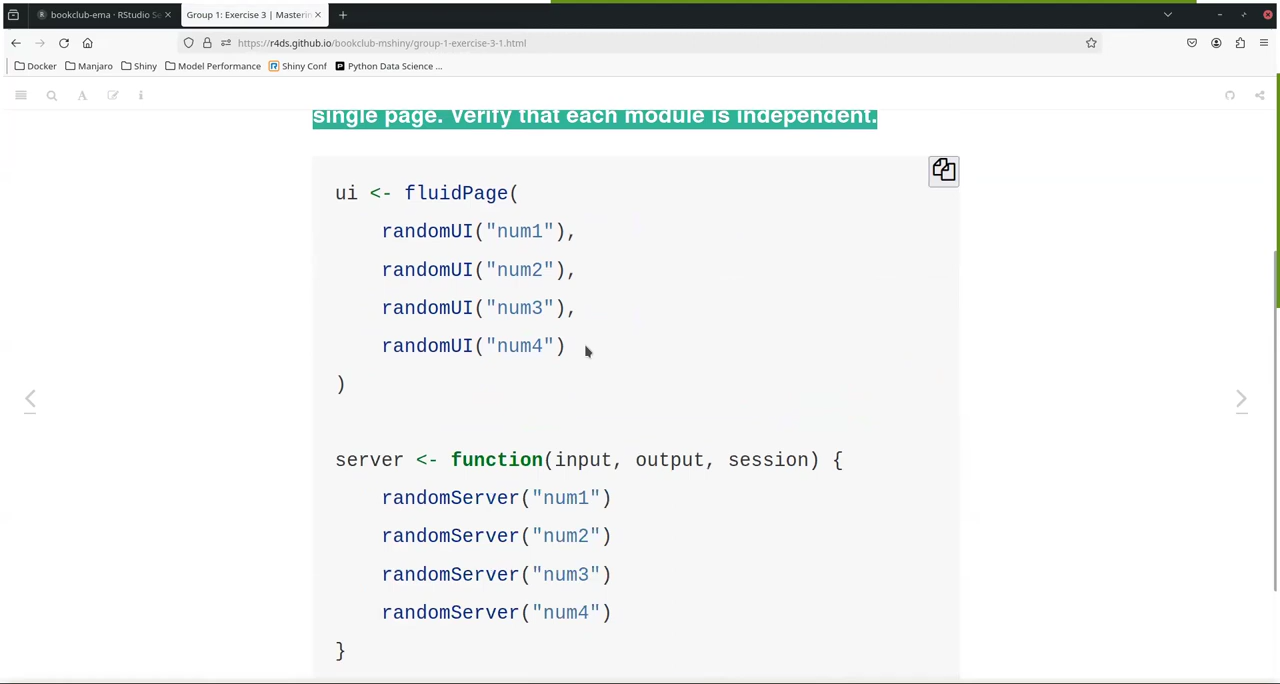 bookclub-ema · RStudio Se
Group 1: Exercise 3 | Masterin
https://r4ds.github.io/bookclub-mshiny/group-1-exercise-3-1.html
Docker Manjaro Shiny Model Performance Shiny Conf Python Data Science ...
single page. Verify that each module is independent.
ui <- fluidPage(
randomUI("num1"),
randomUI("num2"),
randomUI("num3"),
randomUI("num4")
)
server <- function(input, output, session) {
randomServer("num1")
randomServer("num2")
randomServer("num3")
randomServer("num4")
}